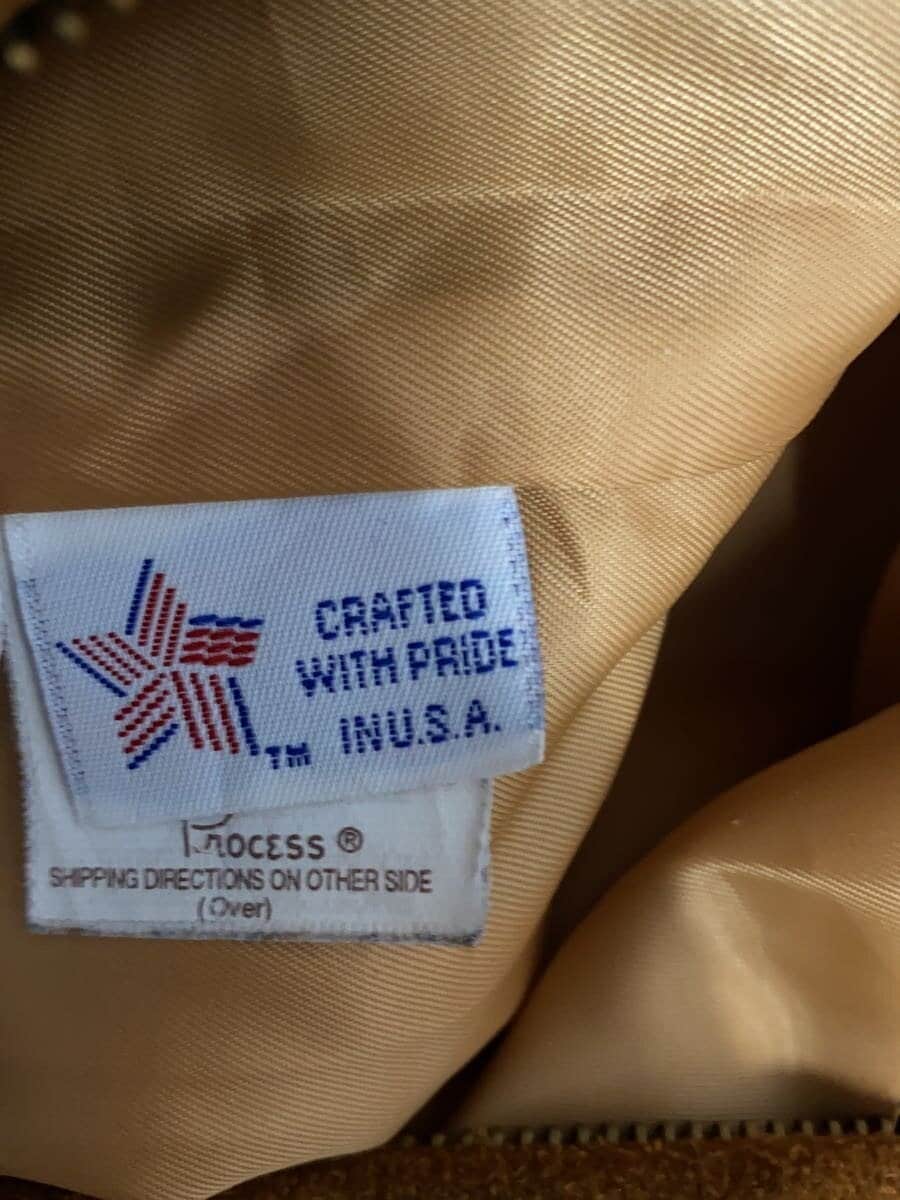 CRAFTED
WITH PRIDE
IN U.S.A.
TM
Process ®
SHIPPING DIRECTIONS ON OTHER SIDE
(Over)